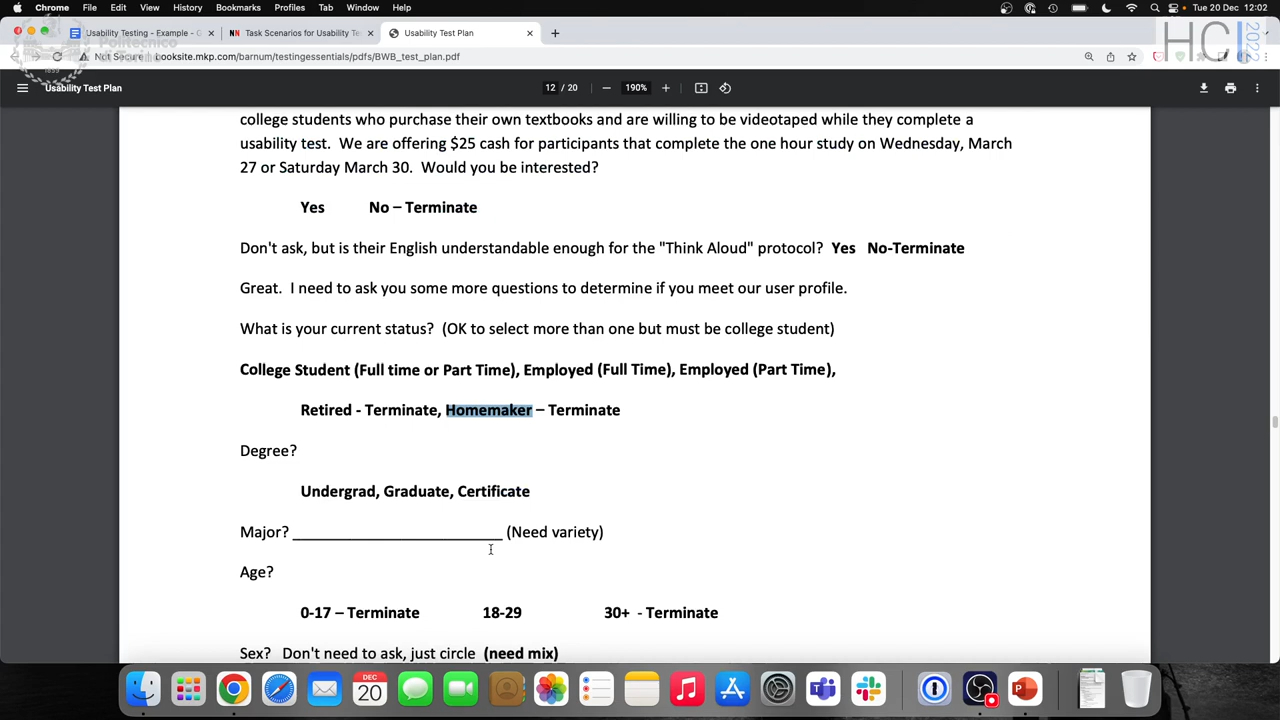 Chrome File Edit View History Bookmarks Profiles Tab Window Help Tue 20 Dec 12:02
Usability Testing - Example - G
NN Task Scenarios for Usability Tes
Usability Test Plan
Politecnico
Not Secure booksite.mkp.com/barnum/testingessentials/pdfs/BWB_test_plan.pdf
1859
HCI 2022
Usability Test Plan 12 / 20 190%
college students who purchase their own textbooks and are willing to be videotaped while they complete a
usability test. We are offering $25 cash for participants that complete the one hour study on Wednesday, March
27 or Saturday March 30. Would you be interested?
Yes No – Terminate
Don't ask, but is their English understandable enough for the "Think Aloud" protocol? Yes No-Terminate
Great. I need to ask you some more questions to determine if you meet our user profile.
What is your current status? (OK to select more than one but must be college student)
College Student (Full time or Part Time), Employed (Full Time), Employed (Part Time),
Retired - Terminate, Homemaker – Terminate
Degree?
Undergrad, Graduate, Certificate
Major? _________________________ (Need variety)
Age?
0-17 – Terminate 18-29 30+ - Terminate
Sex? Don't need to ask, just circle (need mix)
DEC
20